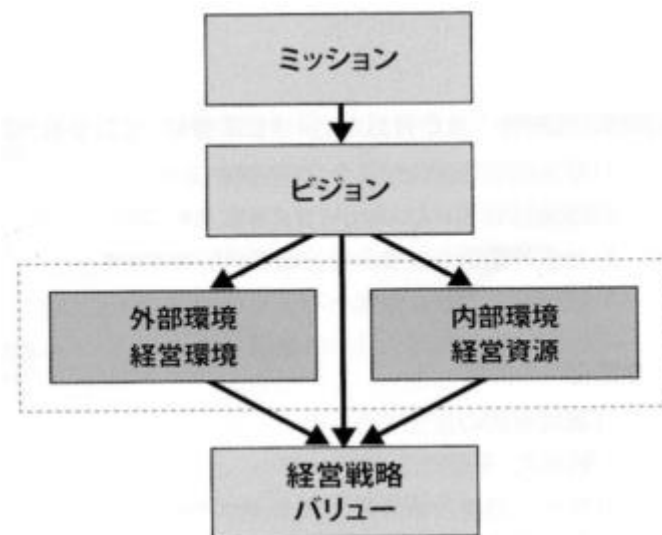 ミッション
ビジョン
外部環境
経営環境
内部環境
経営資源
経営戦略
バリュー